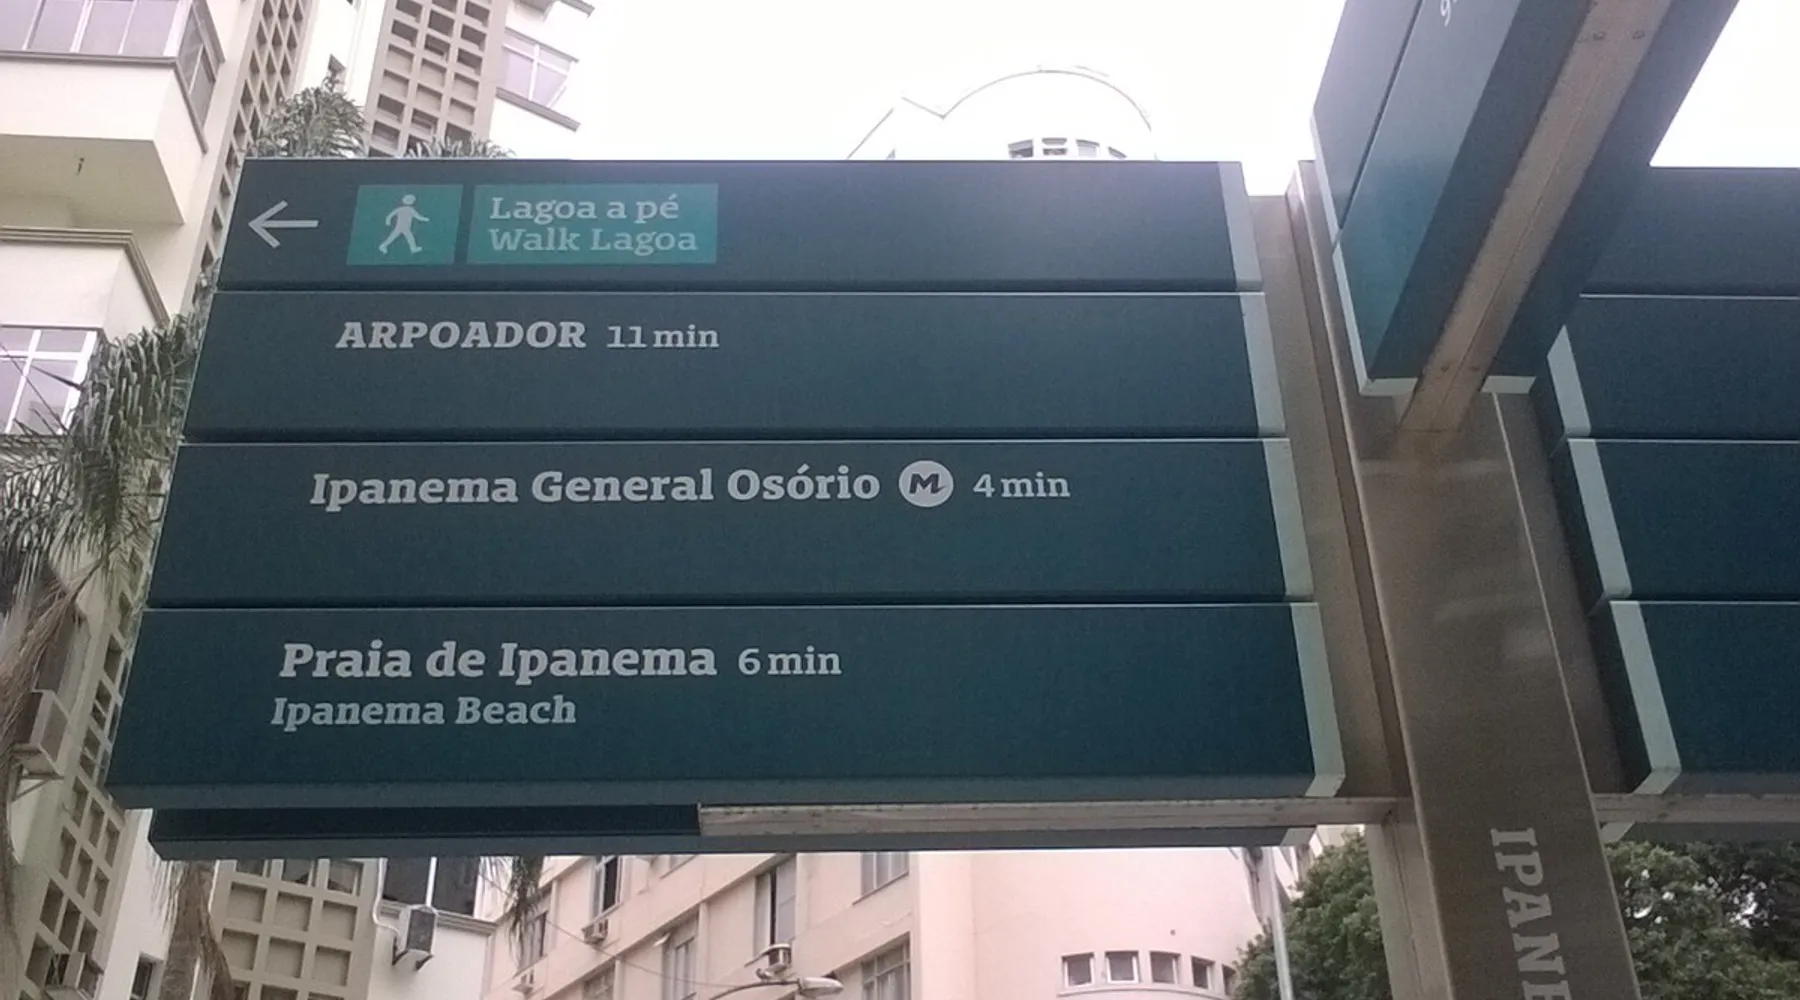 Lagoa a pé
Walk Lagoa
ARPOADOR 11 min
Ipanema General Osório M 4 min
Praia de Ipanema 6 min
Ipanema Beach